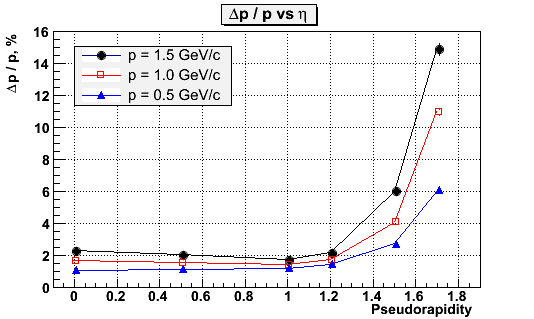 Δp / p vs η
Δp / p, %
16
14
12
10
8
6
4
2
0
p = 1.5 GeV/c
p = 1.0 GeV/c
p = 0.5 GeV/c
0 0.2 0.4 0.6 0.8 1 1.2 1.4 1.6 1.8
Pseudorapidity